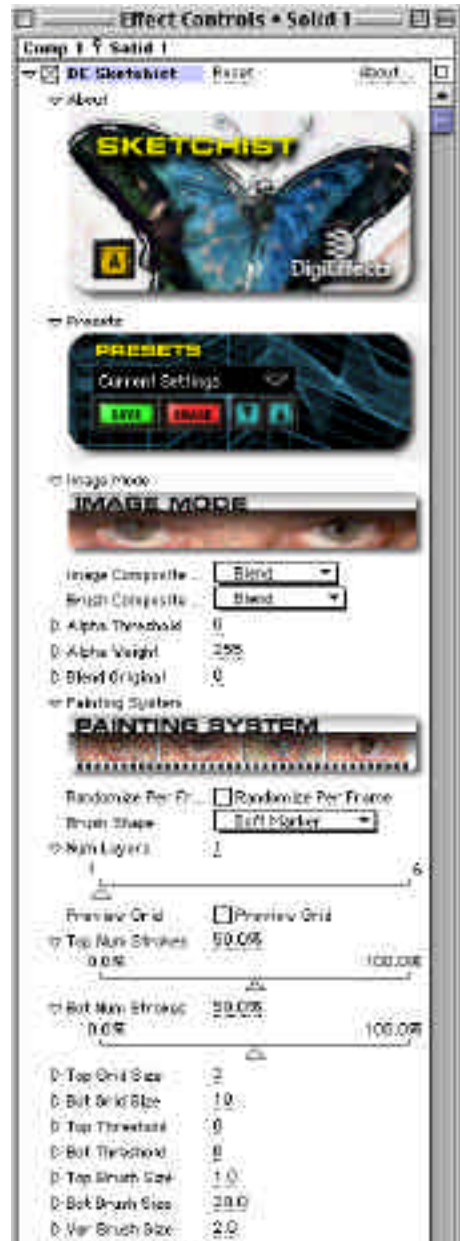 Effect Controls • Solid 1
Comp 1 Solid 1
DE Sketchist Reset About...
About
SKETCHIST
A
DigiEffects
Presets
PRESETS
Current Settings
SAVE ERASE
Image Mode
IMAGE MODE
Image Composite ... Blend
Brush Composite ... Blend
Alpha Threshold 0
Alpha Weight 255
Blend Original 0
Painting System
PAINTING SYSTEM
Randomize Per Fr... Randomize Per Frame
Brush Shape Soft Marker
Num Layers 1
1 6
Preview Grid Preview Grid
Top Num Strokes 50.0%
0.0% 100.0%
Bot Num Strokes 50.0%
0.0% 100.0%
Top Grid Size
Bot Grid Size 10
Top Threshold 0
Bot Threshold 0
Top Brush Size 1.0
Bot Brush Size 20.0
Var Brush Size 2.0